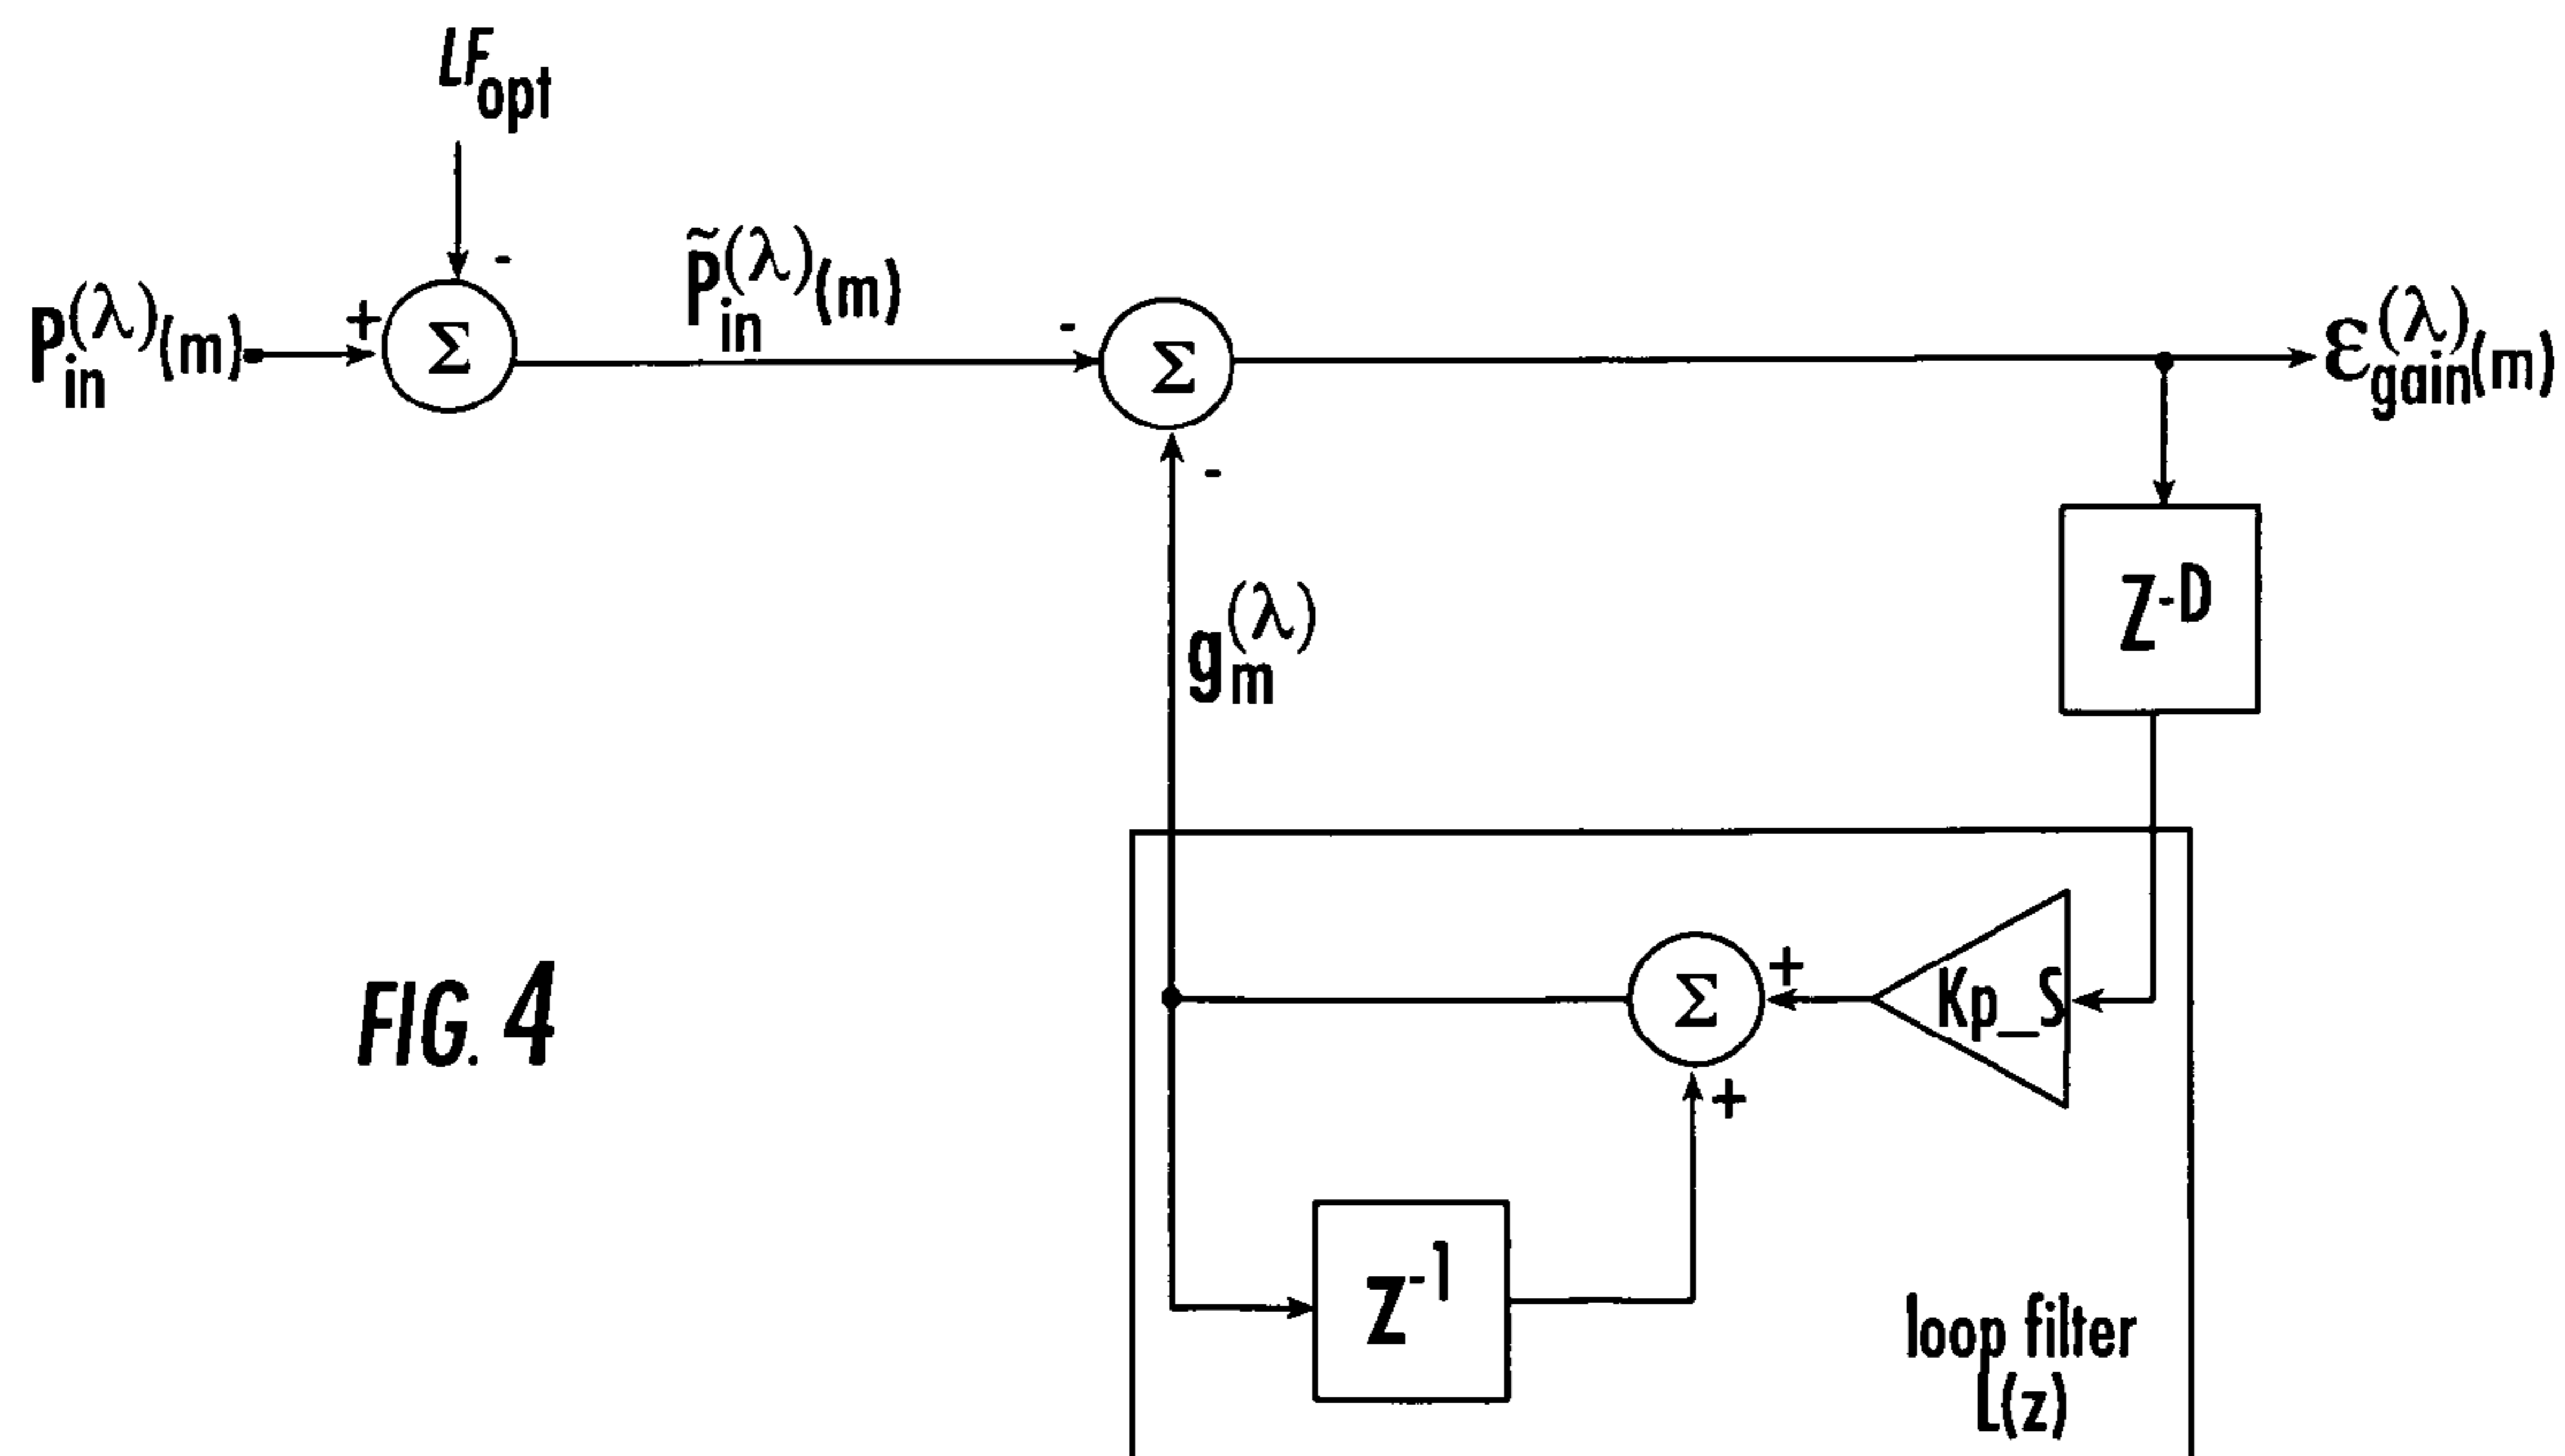 LF_opt
-
P_in^(λ)(m)
+
Σ
P̃_in^(λ)(m)
-
Σ
-
ε_gain^(λ)(m)
Z^-D
g_m^(λ)
Σ
+
Kp_S
+
Z^-1
loop filter
L(z)
FIG. 4